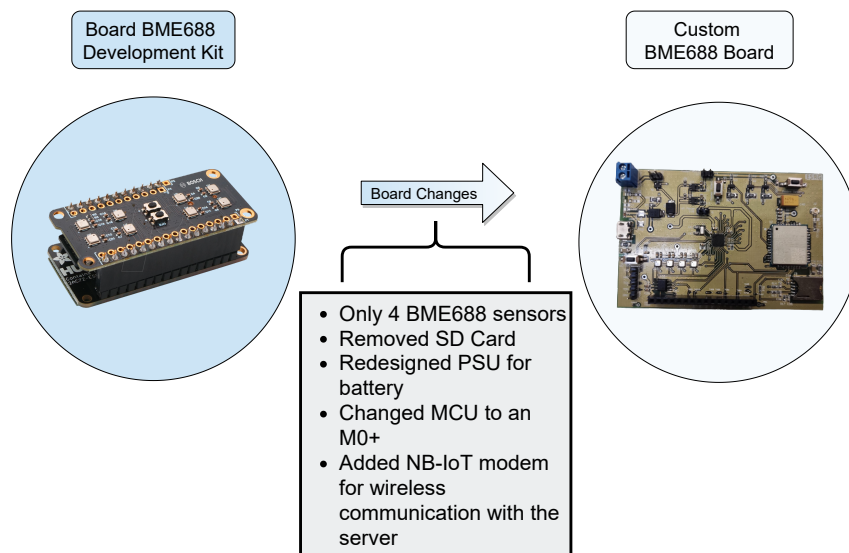 Board BME688
Development Kit
Custom
BME688 Board
BOSCH
Board Changes
• Only 4 BME688 sensors
• Removed SD Card
• Redesigned PSU for
battery
• Changed MCU to an
M0+
• Added NB-IoT modem
for wireless
communication with the
server